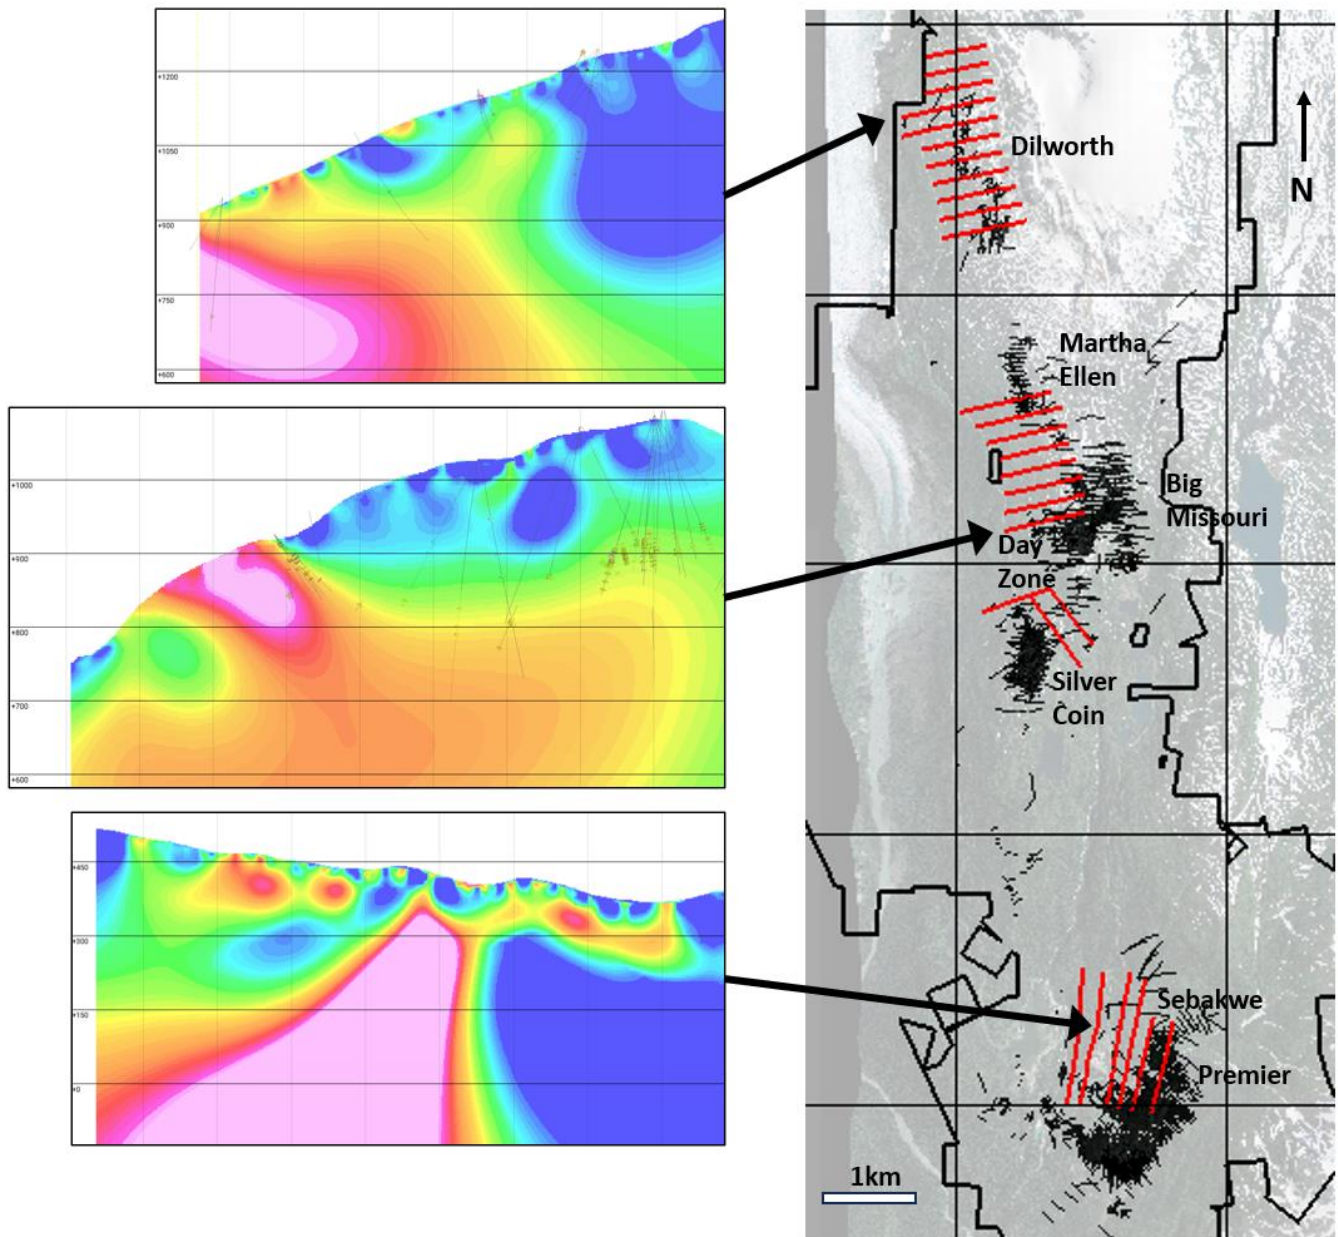 +1200
+1050
+900
+750
+600
+1000
+900
+800
+700
+600
+450
+300
+150
+0
Dilworth
N
Martha
Ellen
Big
Missouri
Day
Zone
Silver
Coin
Sebakwe
Premier
1km